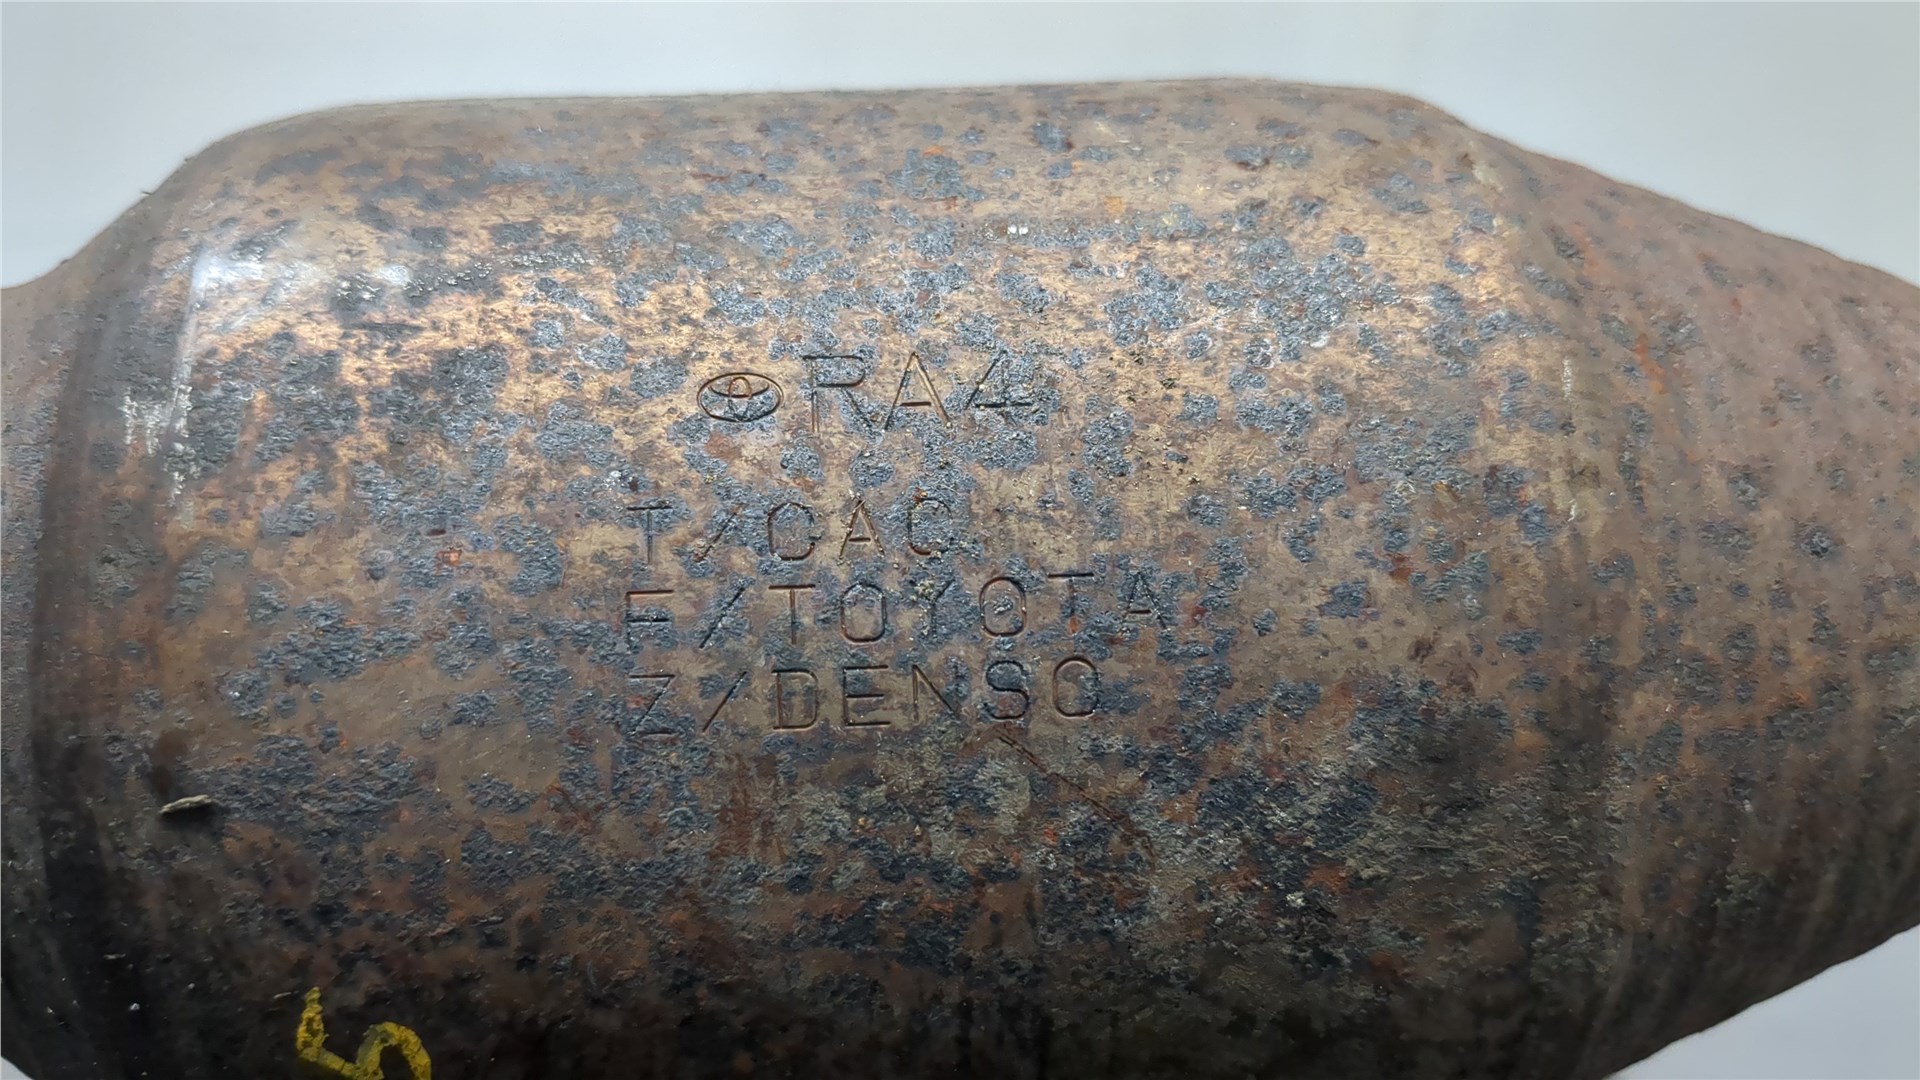 RA4
T/CAC
F/TOYOTA
Z/DENSO